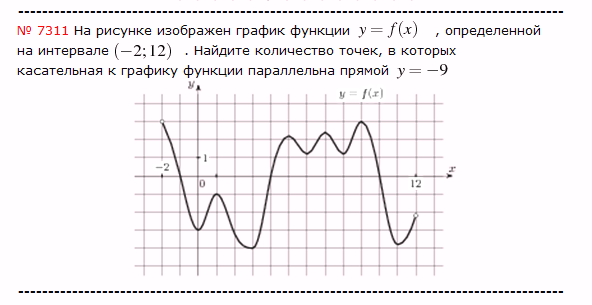 № 7311 На рисунке изображен график функции y = f(x) , определенной
на интервале (−2; 12) . Найдите количество точек, в которых
касательная к графику функции параллельна прямой y = −9
y
y = f(x)
1
−2
x
0
12